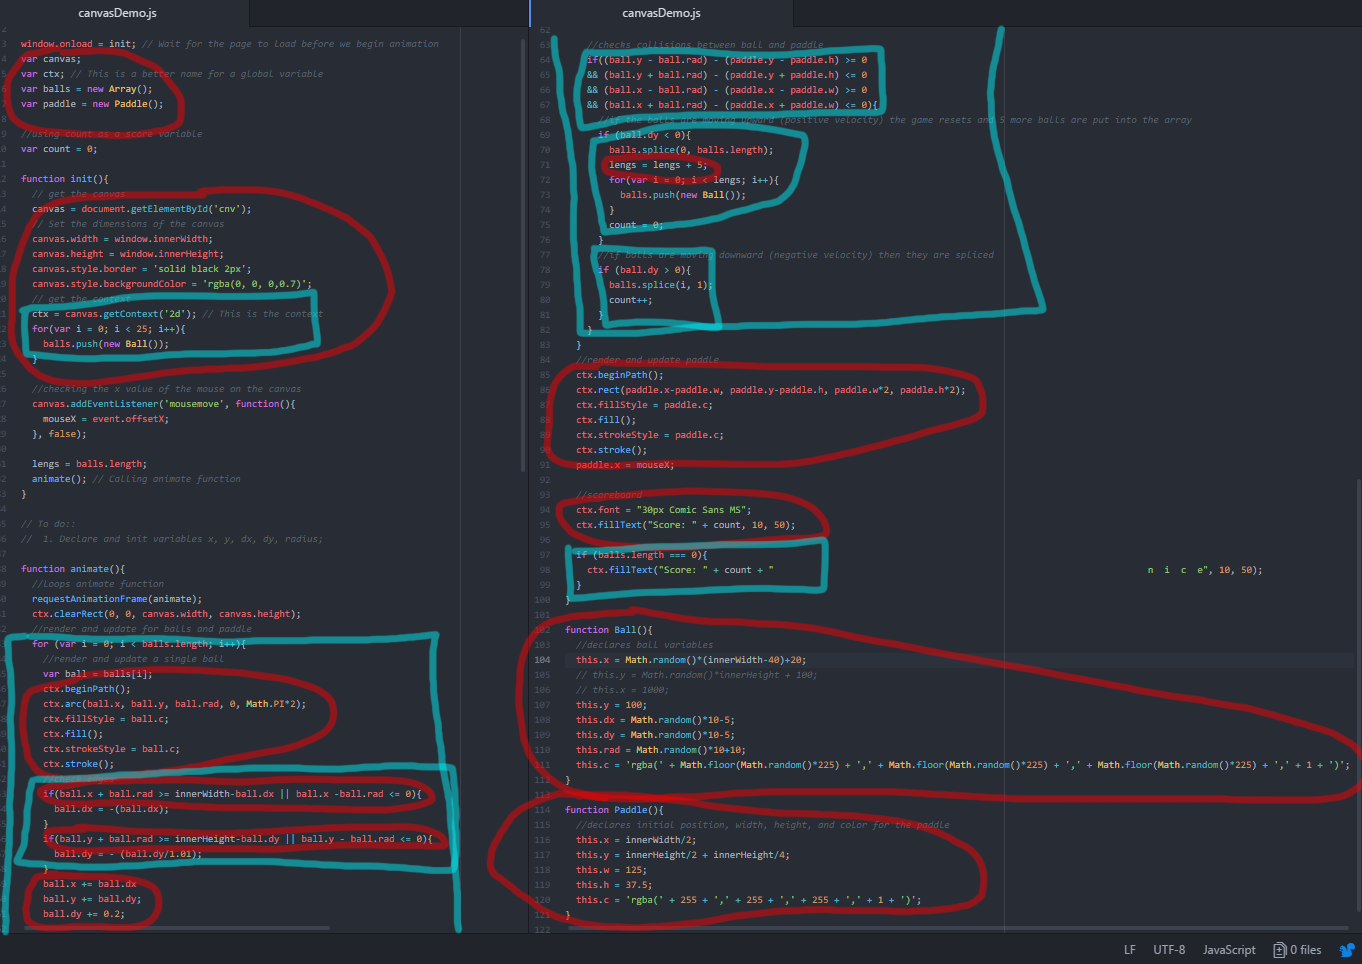 canvasDemo.js
window.onload = init; // Wait for the page to load before we begin animation
var canvas;
var ctx; // This is a better name for a global variable
var balls = new Array();
var paddle = new Paddle();
//using count as a score variable
var count = 0;
function init(){
// get the canvas
canvas = document.getElementById('cnv');
// Set the dimensions of the canvas
canvas.width = window.innerWidth;
canvas.height = window.innerHeight;
canvas.style.border = 'solid black 2px';
canvas.style.backgroundColor = 'rgba(0, 0, 0,0.7)';
// get the context
ctx = canvas.getContext('2d'); // This is the context
for(var i = 0; i < 25; i++){
balls.push(new Ball());
}
//checking the x value of the mouse on the canvas
canvas.addEventListener('mousemove', function(){
mouseX = event.offsetX;
}, false);
lengs = balls.length;
animate(); // Calling animate function
}
// To do::
//  1. Declare and init variables x, y, dx, dy, radius;
function animate(){
//loops animate function
requestAnimationFrame(animate);
ctx.clearRect(0, 0, canvas.width, canvas.height);
//render and update for balls and paddle
for (var i = 0; i < balls.length; i++){
//render and update a single ball
var ball = balls[i];
ctx.beginPath();
ctx.arc(ball.x, ball.y, ball.rad, 0, Math.PI*2);
ctx.fillStyle = ball.c;
ctx.fill();
ctx.strokeStyle = ball.c;
ctx.stroke();
//check edges
if(ball.x + ball.rad >= innerWidth-ball.dx || ball.x -ball.rad <= 0){
ball.dx = -(ball.dx);
}
if(ball.y + ball.rad >= innerHeight-ball.dy || ball.y - ball.rad <= 0){
ball.dy = - (ball.dy/1.01);
}
ball.x += ball.dx
ball.y += ball.dy;
ball.dy += 0.2;
canvasDemo.js
62
63 //checks collisions between ball and paddle
64 if((ball.y - ball.rad) - (paddle.y - paddle.h) >= 0
65 && (ball.y + ball.rad) - (paddle.y + paddle.h) <= 0
66 && (ball.x - ball.rad) - (paddle.x - paddle.w) >= 0
67 && (ball.x + ball.rad) - (paddle.x + paddle.w) <= 0){
68 //if the balls are moving upward (positive velocity) the game resets and 5 more balls are put into the array
69 if (ball.dy < 0){
70 balls.splice(0, balls.length);
71 lengs = lengs + 5;
72 for(var i = 0; i < lengs; i++){
73 balls.push(new Ball());
74 }
75 count = 0;
76 }
77 //if balls are moving downward (negative velocity) then they are spliced
78 if (ball.dy > 0){
79 balls.splice(i, 1);
80 count++;
81 }
82 }
83 }
84 //render and update paddle
85 ctx.beginPath();
86 ctx.rect(paddle.x-paddle.w, paddle.y-paddle.h, paddle.w*2, paddle.h*2);
87 ctx.fillStyle = paddle.c;
88 ctx.fill();
89 ctx.strokeStyle = paddle.c;
90 ctx.stroke();
91 paddle.x = mouseX;
92
93 //scoreboard
94 ctx.font = "30px Comic Sans MS";
95 ctx.fillText("Score: " + count, 10, 50);
96
97 if (balls.length === 0){
98 ctx.fillText("Score: " + count + " n i c e", 10, 50);
99 }
100 }
101
102 function Ball(){
103 //declares ball variables
104 this.x = Math.random()*(innerWidth-40)+20;
105 // this.y = Math.random()*innerHeight + 100;
106 // this.x = 1000;
107 this.y = 100;
108 this.dx = Math.random()*10-5;
109 this.dy = Math.random()*10-5;
110 this.rad = Math.random()*10+10;
111 this.c = 'rgba(' + Math.floor(Math.random()*225) + ',' + Math.floor(Math.random()*225) + ',' + Math.floor(Math.random()*225) + ',' + 1 + ')';
112 }
113
114 function Paddle(){
115 //declares initial position, width, height, and color for the paddle
116 this.x = innerWidth/2;
117 this.y = innerHeight/2 + innerHeight/4;
118 this.w = 125;
119 this.h = 37.5;
120 this.c = 'rgba(' + 255 + ',' + 255 + ',' + 255 + ',' + 1 + ')';
121 }
122
LF UTF-8 JavaScript 0 files